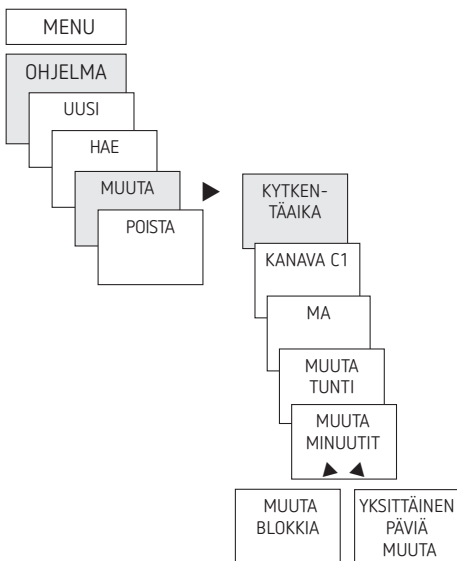 MENU
OHJELMA
UUSI
HAE
MUUTA
POISTA
KYTKEN-
TÄAIKA
KANAVA C1
MA
MUUTA
TUNTI
MUUTA
MINUUTIT
MUUTA
BLOKKIA
YKSITTÄINEN
PÄVIÄ
MUUTA